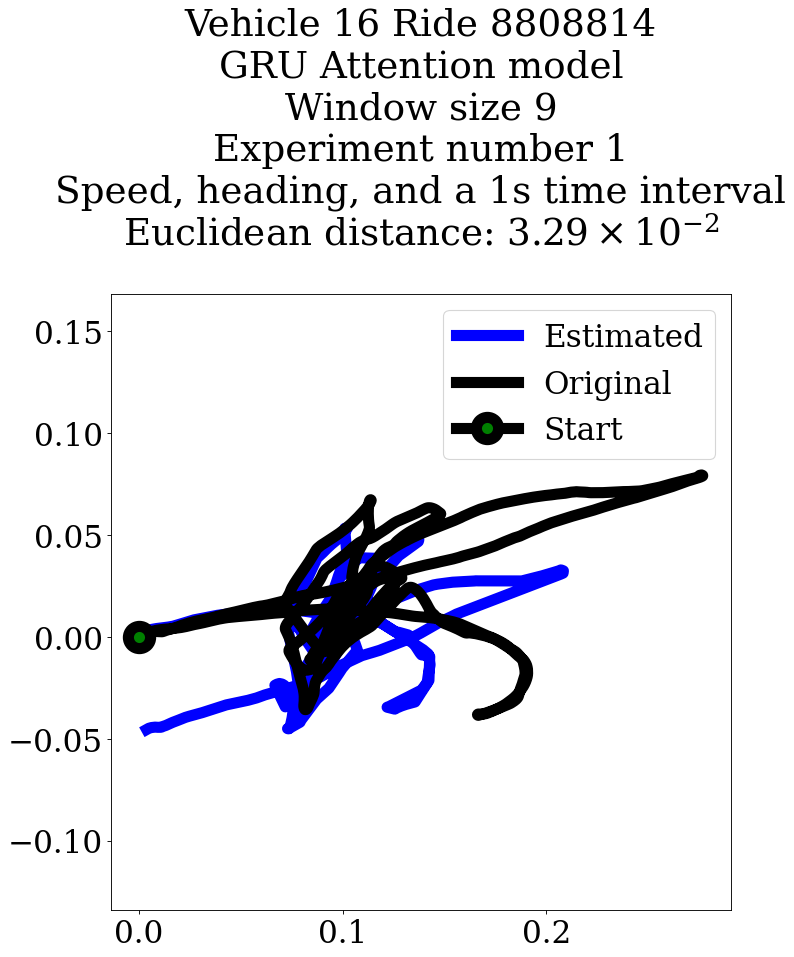 Vehicle 16 Ride 8808814
GRU Attention model
Window size 9
Experiment number 1
Speed, heading, and a 1s time interval
Euclidean distance: 3.29 × 10⁻²
Estimated
Original
Start
0.15
0.10
0.05
0.00
−0.05
−0.10
0.0 0.1 0.2